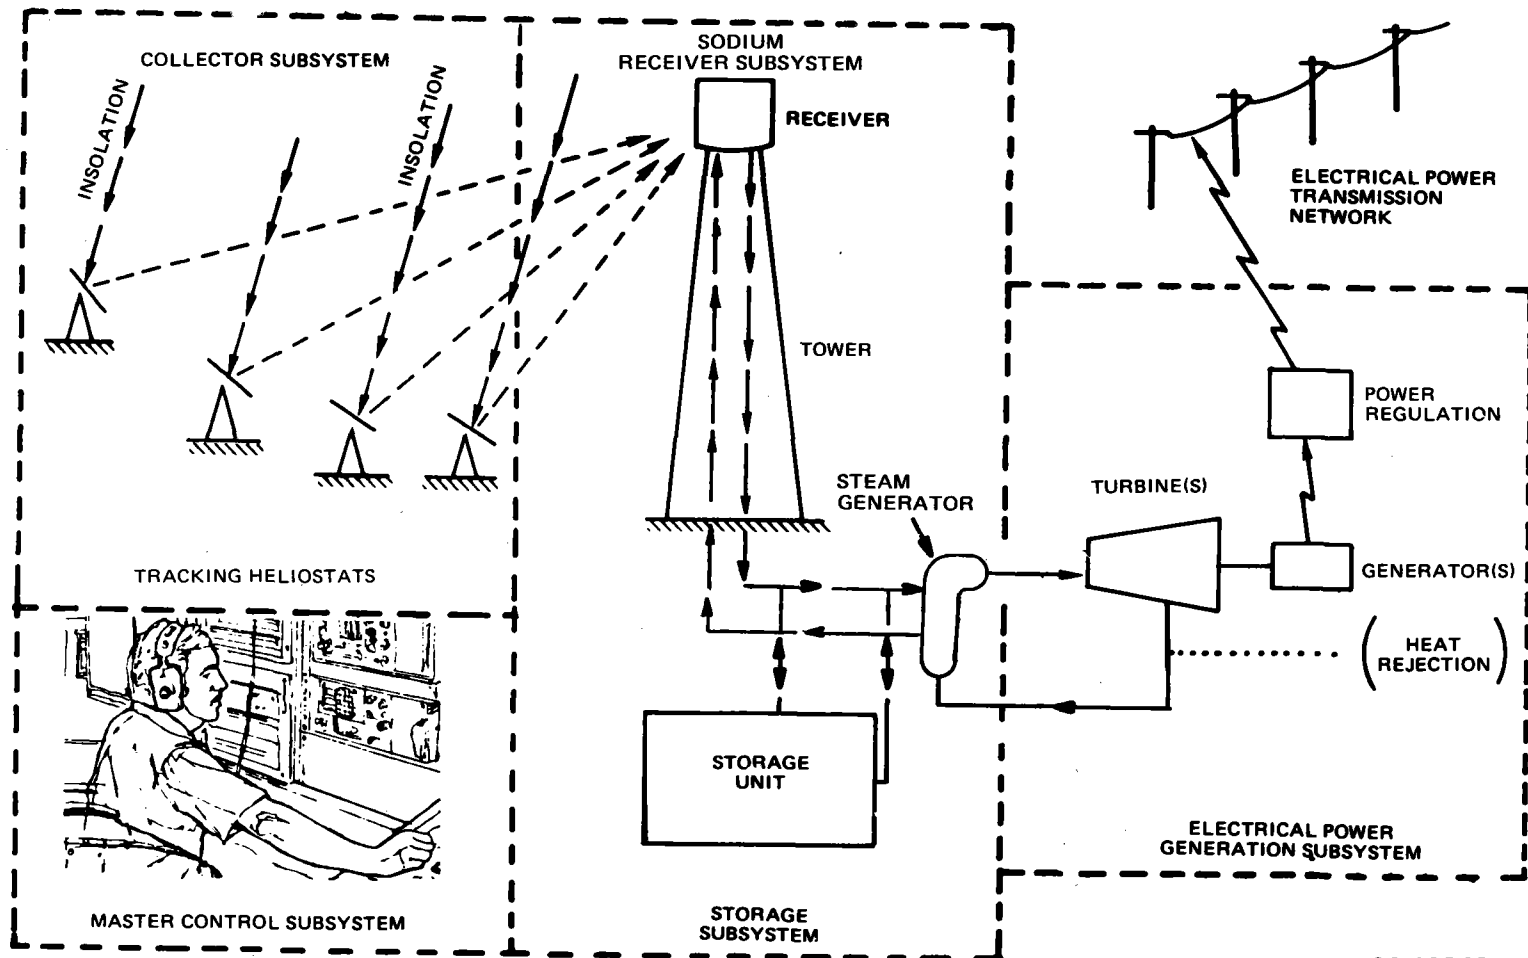 COLLECTOR SUBSYSTEM
INSOLATION
INSOLATION
TRACKING HELIOSTATS
SODIUM
RECEIVER SUBSYSTEM
RECEIVER
TOWER
STEAM
GENERATOR
STORAGE
UNIT
STORAGE
SUBSYSTEM
MASTER CONTROL SUBSYSTEM
ELECTRICAL POWER
TRANSMISSION
NETWORK
POWER
REGULATION
TURBINE(S)
GENERATOR(S)
(HEAT
REJECTION)
ELECTRICAL POWER
GENERATION SUBSYSTEM